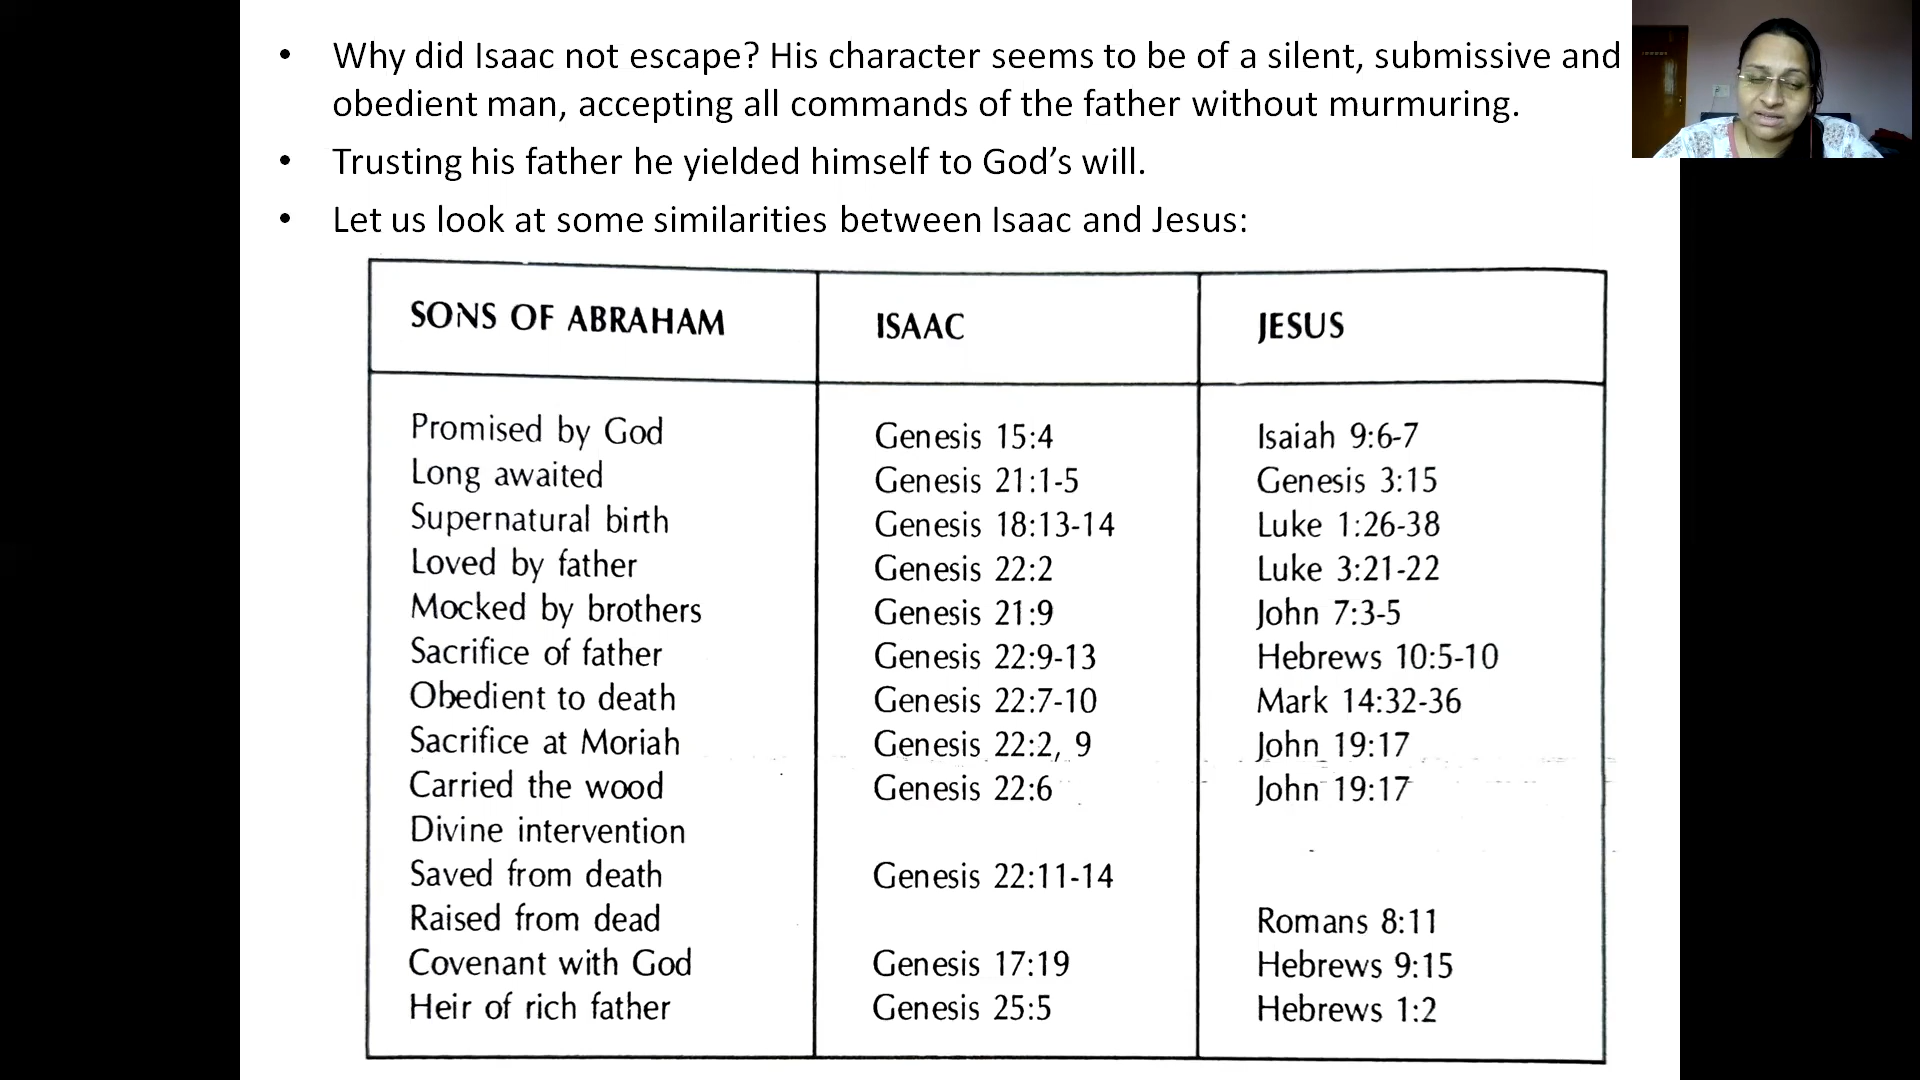 • Why did Isaac not escape? His character seems to be of a silent, submissive and
obedient man, accepting all commands of the father without murmuring.
• Trusting his father he yielded himself to God’s will.
• Let us look at some similarities between Isaac and Jesus:
SONS OF ABRAHAM ISAAC JESUS
Promised by God Genesis 15:4 Isaiah 9:6-7
Long awaited Genesis 21:1-5 Genesis 3:15
Supernatural birth Genesis 18:13-14 Luke 1:26-38
Loved by father Genesis 22:2 Luke 3:21-22
Mocked by brothers Genesis 21:9 John 7:3-5
Sacrifice of father Genesis 22:9-13 Hebrews 10:5-10
Obedient to death Genesis 22:7-10 Mark 14:32-36
Sacrifice at Moriah Genesis 22:2, 9 John 19:17
Carried the wood Genesis 22:6 John 19:17
Divine intervention
Saved from death Genesis 22:11-14
Raised from dead Romans 8:11
Covenant with God Genesis 17:19 Hebrews 9:15
Heir of rich father Genesis 25:5 Hebrews 1:2